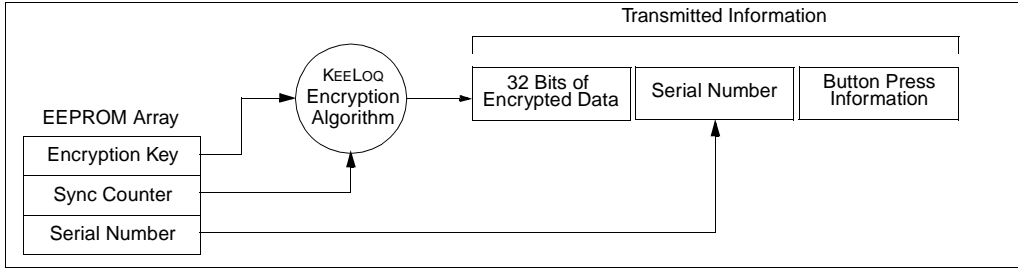 Transmitted Information
KEELOQ
Encryption
Algorithm
32 Bits of
Encrypted Data
Serial Number
Button Press
Information
EEPROM Array
Encryption Key
Sync Counter
Serial Number